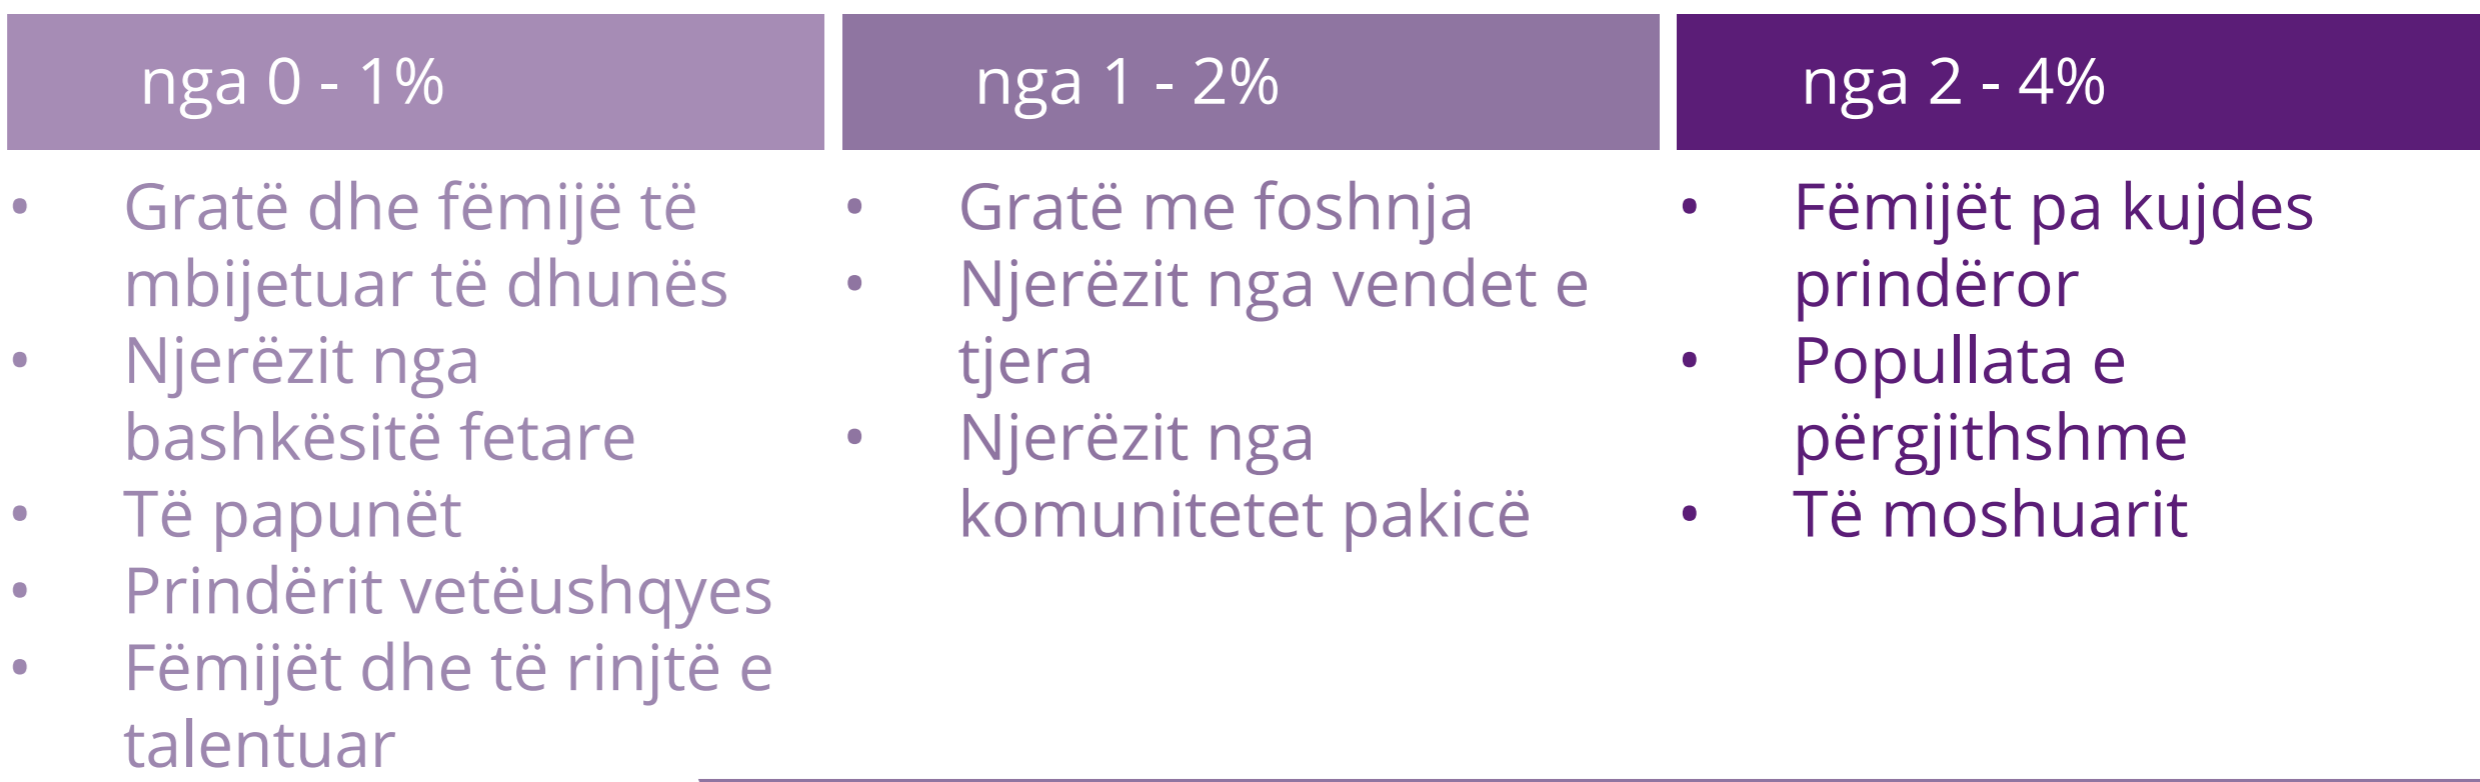 nga 0 - 1%
• Gratë dhe fëmijë të
mbijetuar të dhunës
• Njerëzit nga
bashkësitë fetare
• Të papunët
• Prindërit vetëushqyes
• Fëmijët dhe të rinjtë e
talentuar
nga 1 - 2%
• Gratë me foshnja
• Njerëzit nga vendet e
tjera
• Njerëzit nga
komunitetet pakicë
nga 2 - 4%
• Fëmijët pa kujdes
prindëror
• Popullata e
përgjithshme
• Të moshuarit